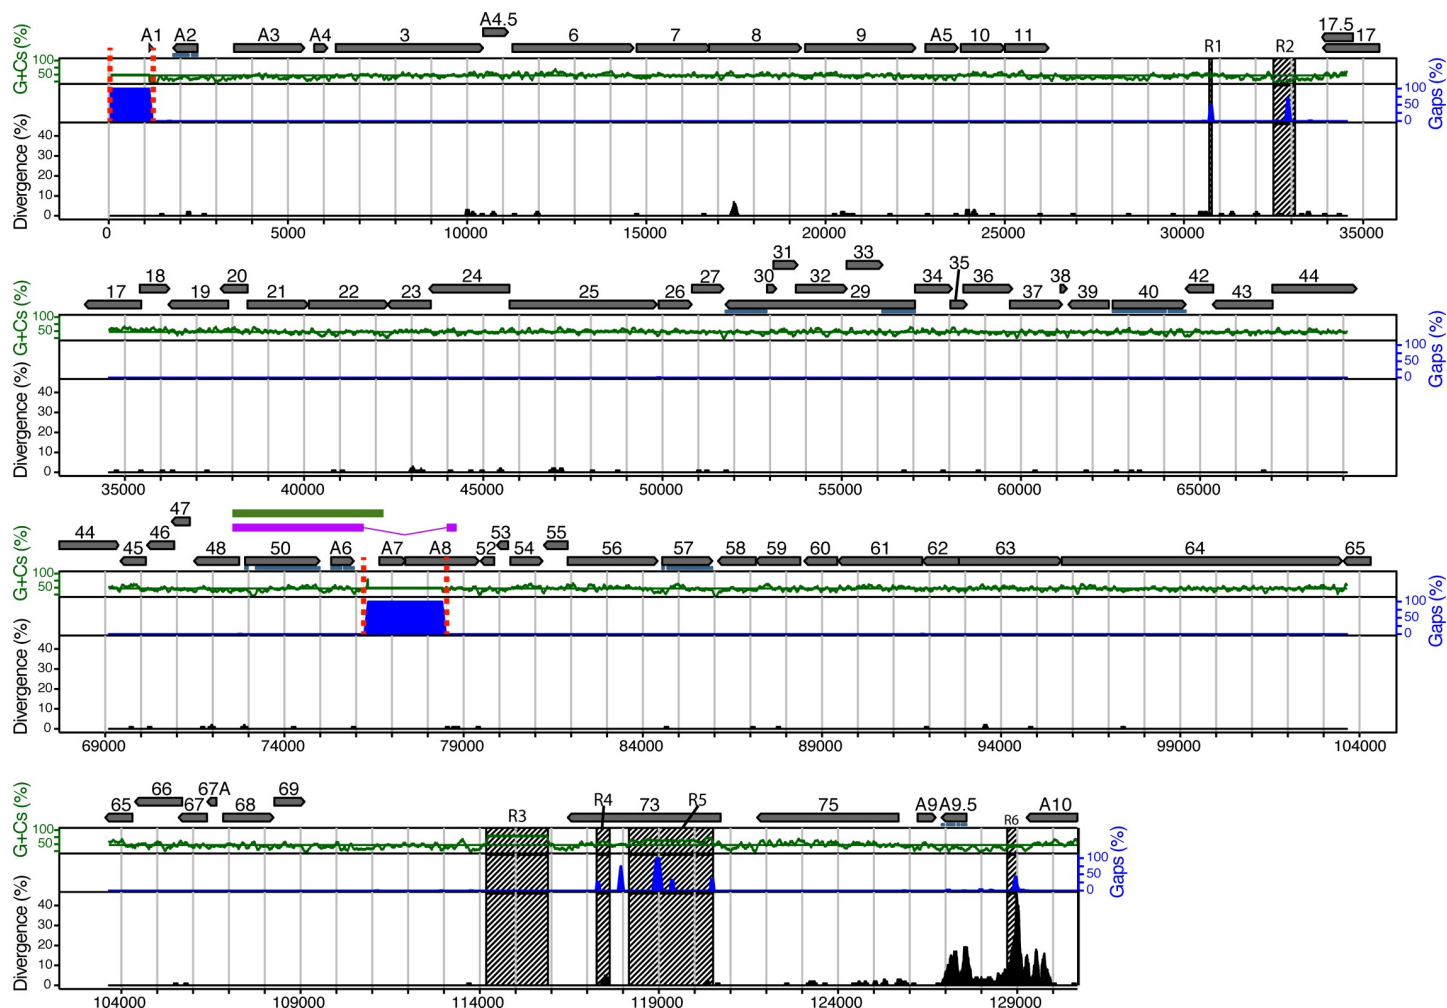 A4.5
17.5
A1 A2 A3 A4 3 6 7 8 9 A5 10 11 R1 R2 17
G+Cs (%)
100
50
100
50
0
Gaps (%)
Divergence (%)
40
30
20
10
0
0 5000 10000 15000 20000 25000 30000 35000
31 33
18 20 24 27 30 32 35 34 36 38 42 44
17 19 21 22 23 25 26 29 37 39 40 43
G+Cs (%)
100
50
100
50
0
Gaps (%)
Divergence (%)
40
30
20
10
0
35000 40000 45000 50000 55000 60000 65000
47
44 46 53 55
45 48 50 A6 A7 A8 52 54 56 57 58 59 60 61 62 63 64 65
G+Cs (%)
100
50
100
50
0
Gaps (%)
Divergence (%)
40
30
20
10
0
69000 74000 79000 84000 89000 94000 99000 104000
66 67A 69
65 67 68 R3 R4 73 R5 75 A9 A9.5 R6 A10
G+Cs (%)
100
50
100
50
0
Gaps (%)
Divergence (%)
40
30
20
10
0
104000 109000 114000 119000 124000 129000